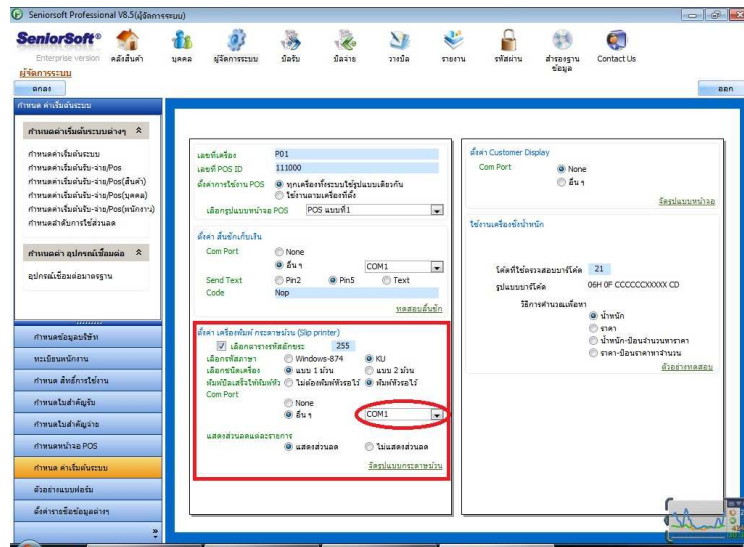 Seniorsoft Professional V8.5(ผู้จัดการระบบ)
SeniorSoft®
Enterprise version
คลังสินค้า
บุคคล
ผู้จัดการระบบ
บิลรับ
บิลจ่าย
วางบิล
รายงาน
รหัสผ่าน
สำรองฐานข้อมูล
Contact Us
ผู้จัดการระบบ
ตกลง
ออก
กำหนด ค่าเริ่มต้นระบบ
กำหนดค่าเริ่มต้นระบบต่างๆ
กำหนดค่าเริ่มต้นระบบ
กำหนดค่าเริ่มต้นรับ-จ่าย/Pos
กำหนดค่าเริ่มต้นรับ-จ่าย/Pos(สินค้า)
กำหนดค่าเริ่มต้นรับ-จ่าย/Pos(บุคคล)
กำหนดค่าเริ่มต้นรับ-จ่าย/Pos(พนักงาน)
กำหนดลำดับการใช้ส่วนลด
กำหนดค่า อุปกรณ์เชื่อมต่อ
อุปกรณ์เชื่อมต่อมาตรฐาน
กำหนดข้อมูลบริษัท
ทะเบียนพนักงาน
กำหนด สิทธิ์การใช้งาน
กำหนดใบสำคัญรับ
กำหนดใบสำคัญจ่าย
กำหนดหน้าจอ POS
กำหนด ค่าเริ่มต้นระบบ
ตัวอย่างแบบฟอร์ม
ตั้งค่ารายชื่อข้อมูลต่างๆ
เลขที่เครื่อง P01
เลขที่ POS ID 111000
ตั้งค่าการใช้งาน POS ทุกเครื่องทั้งระบบใช้รูปแบบเดียวกัน
ใช้งานตามเครื่องที่ตั้ง
เลือกรูปแบบหน้าจอ POS POS แบบที่1
ตั้งค่า ลิ้นชักเก็บเงิน
Com Port None
อื่น ๆ COM1
Send Text Pin2 Pin5 Text
Code Nop
ทดสอบลิ้นชัก
ตั้งค่า เครื่องพิมพ์ กระดาษม้วน (Slip printer)
เลือกตารางรหัสอักขระ 255
เลือกรหัสภาษา Windows-874 KU
เลือกชนิดเครื่อง แบบ 1 ม้วน แบบ 2 ม้วน
พิมพ์บิลเสร็จให้พิมพ์หัว ไม่ต้องพิมพ์หัวรอไว้ พิมพ์หัวรอไว้
Com Port
None
อื่น ๆ COM1
แสดงส่วนลดแต่ละรายการ
แสดงส่วนลด ไม่แสดงส่วนลด
จัดรูปแบบกระดาษม้วน
ตั้งค่า Customer Display
Com Port None
อื่น ๆ
จัดรูปแบบหน้าจอ
ใช้งานเครื่องชั่งน้ำหนัก
โค้ดที่ใช้ตรวจสอบบาร์โค้ด 21
รูปแบบบาร์โค้ด 06H 0F CCCCCCXXXXX CD
วิธีการคำนวณเพื่อหา
น้ำหนัก
ราคา
น้ำหนัก-ป้อนจำนวนหาราคา
ราคา-ป้อนราคาหาจำนวน
ตัวอย่างทดสอบ